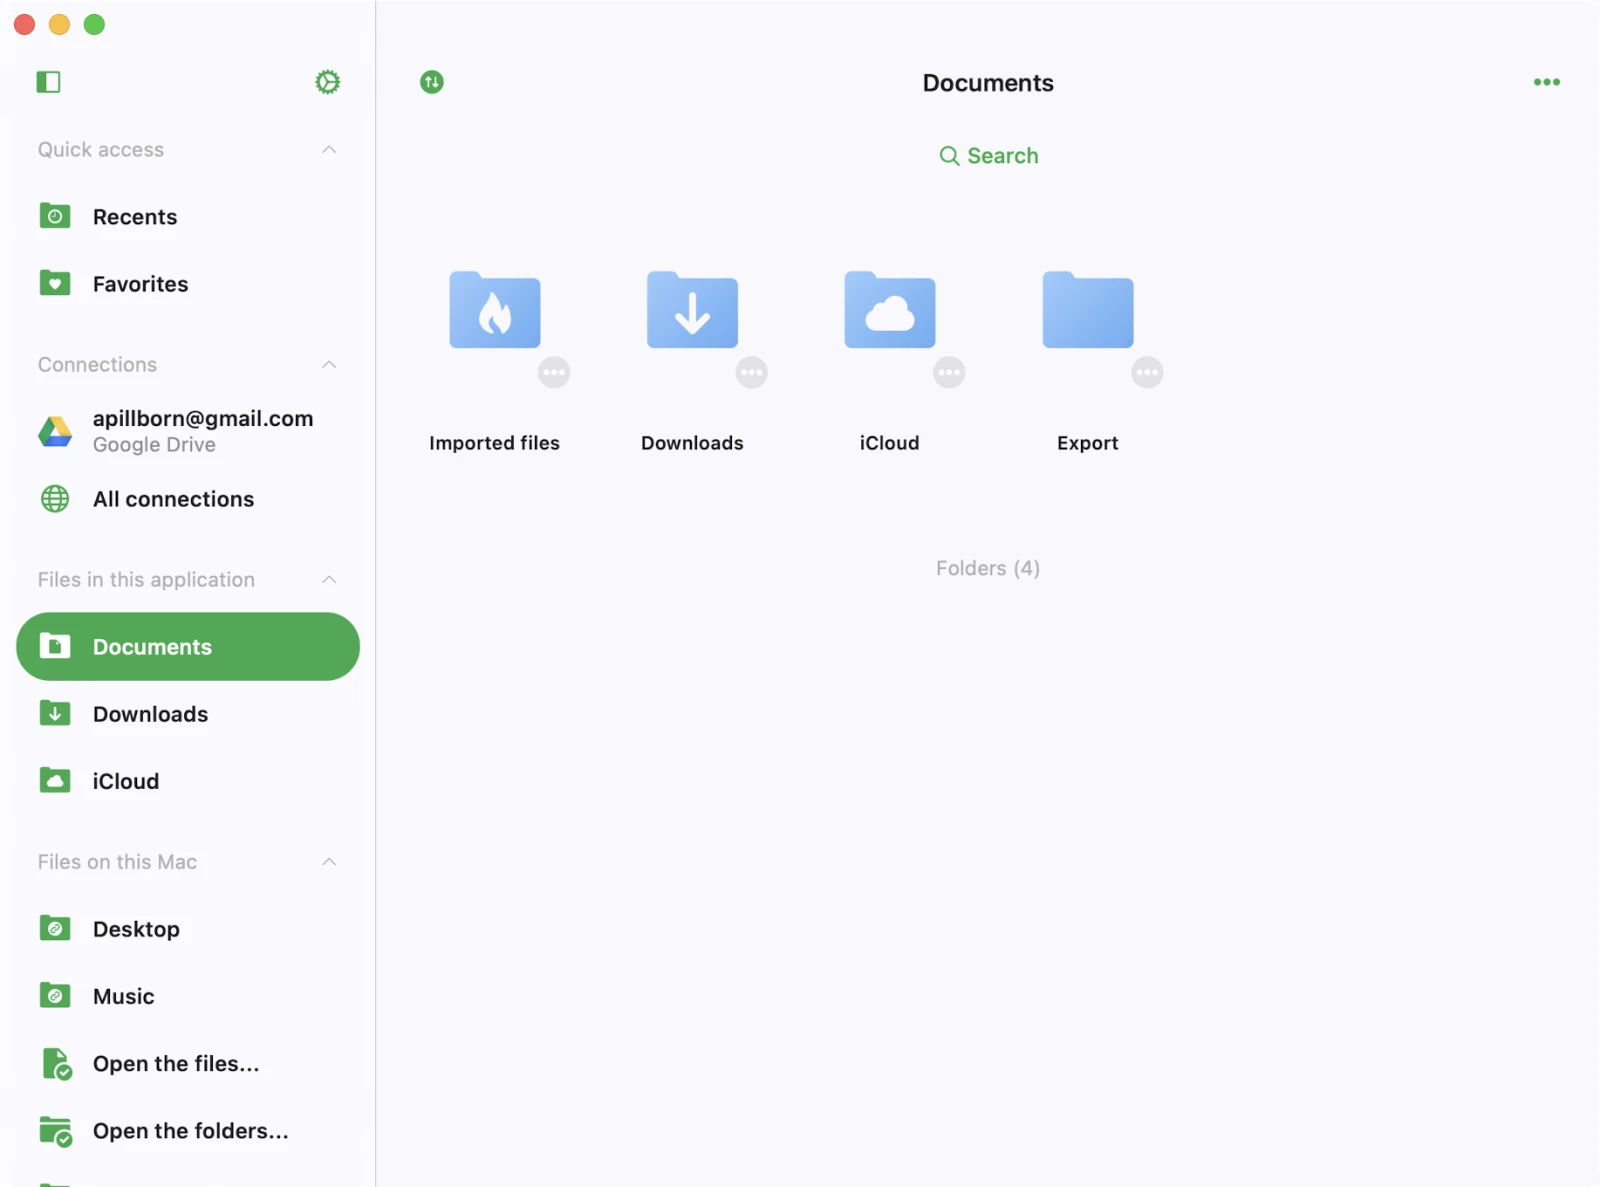 Documents
Quick access
Search
Recents
Favorites
Connections
apillborn@gmail.com
Google Drive
All connections
Imported files
Downloads
iCloud
Export
Files in this application
Folders (4)
Documents
Downloads
iCloud
Files on this Mac
Desktop
Music
Open the files...
Open the folders...